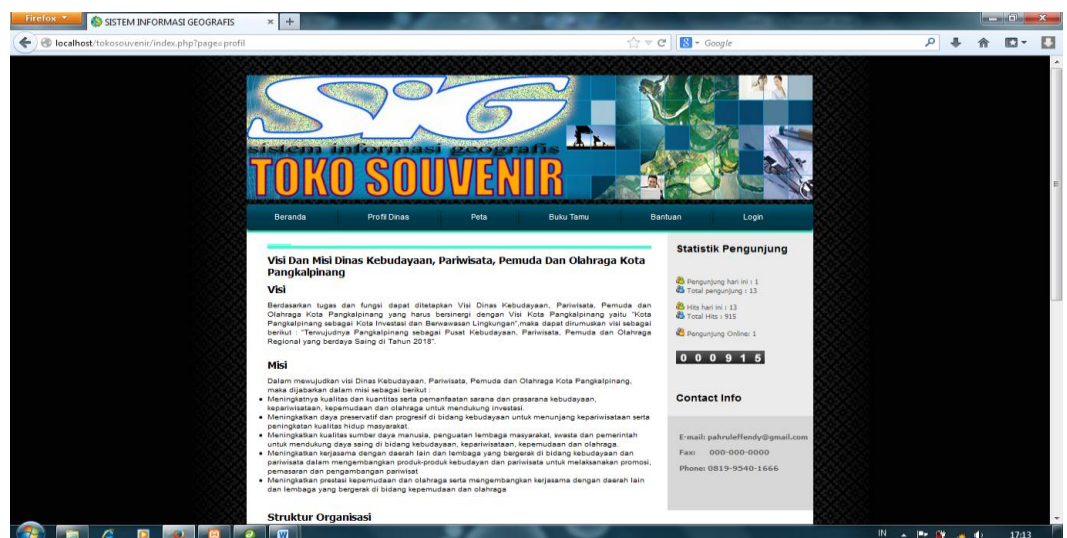 Firefox
SISTEM INFORMASI GEOGRAFIS
localhost/tokosouvenir/index.php?page=profil
Google
SIG
sistem informasi geografis
TOKO SOUVENIR
Beranda
Profil Dinas
Peta
Buku Tamu
Bantuan
Login
Visi Dan Misi Dinas Kebudayaan, Pariwisata, Pemuda Dan Olahraga Kota
Pangkalpinang
Visi
Berdasarkan tugas dan fungsi dapat ditetapkan Visi Dinas Kebudayaan, Pariwisata, Pemuda dan
Olahraga Kota Pangkalpinang yang harus bersinergi dengan Visi Kota Pangkalpinang yaitu "Kota
Pangkalpinang sebagai Kota Investasi dan Berwawasan Lingkungan",maka dapat dirumuskan visi sebagai
berikut : "Terwujudnya Pangkalpinang sebagai Pusat Kebudayaan, Pariwisata, Pemuda dan Olahraga
Regional yang berdaya Saing di Tahun 2018".
Misi
Dalam mewujudkan visi Dinas Kebudayaan, Pariwisata, Pemuda dan Olahraga Kota Pangkalpinang,
maka dijabarkan dalam misi sebagai berikut :
Meningkatnya kualitas dan kuantitas serta pemanfaatan sarana dan prasarana kebudayaan,
kepariwisataan, kepemudaan dan olahraga untuk mendukung investasi.
Meningkatkan daya preservatif dan progresif di bidang kebudayaan untuk menunjang kepariwisataan serta
peningkatan kualitas hidup masyarakat.
Meningkatkan kualitas sumber daya manusia, penguatan lembaga masyarakat, swasta dan pemerintah
untuk mendukung daya saing di bidang kebudayaan, kepariwisataan, kepemudaan dan olahraga.
Meningkatkan kerjasama dengan daerah lain dan lembaga yang bergerak di bidang kebudayaan dan
pariwisata dalam mengembangkan produk-produk kebudayan dan pariwisata untuk melaksanakan promosi,
pemasaran dan pengambangan pariwisat
Meningkatkan prestasi kepemudaan dan olahraga serta mengembangkan kerjasama dengan daerah lain
dan lembaga yang bergerak di bidang kepemudaan dan olahraga
Struktur Organisasi
Statistik Pengunjung
Pengunjung hari ini : 1
Total pengunjung : 13
Hits hari ini : 13
Total Hits : 915
Pengunjung Online: 1
000915
Contact Info
E-mail: pahruleffendy@gmail.com
Fax: 000-000-0000
Phone: 0819-9540-1666
IN
17:13